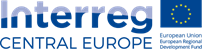 Interreg
CENTRAL EUROPE
European Union
European Regional
Development Fund